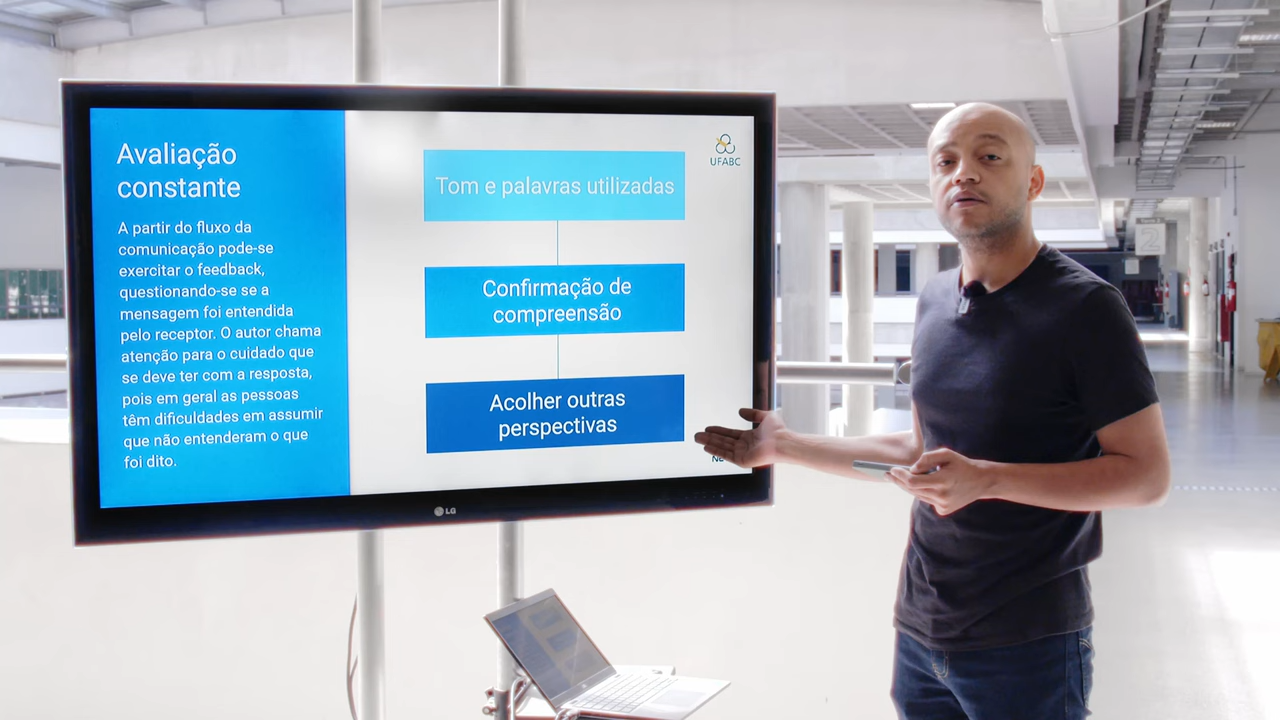 Avaliação
constante
A partir do fluxo da
comunicação pode-se
exercitar o feedback,
questionando-se se a
mensagem foi entendida
pelo receptor. O autor chama
atenção para o cuidado que
se deve ter com a resposta,
pois em geral as pessoas
têm dificuldades em assumir
que não entenderam o que
foi dito.
Tom e palavras utilizadas
Confirmação de
compreensão
Acolher outras
perspectivas
UFABC
LG
2